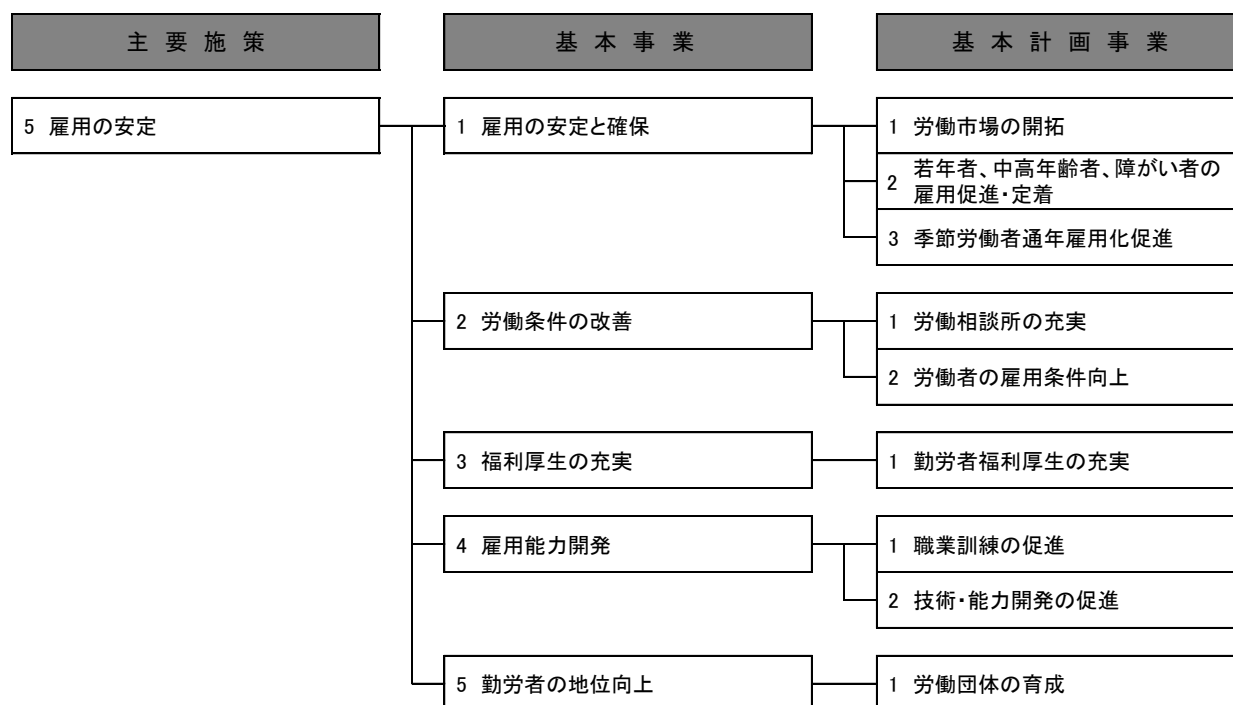 主要施策
基本事業
基本計画事業
5 雇用の安定
1 雇用の安定と確保
1 労働市場の開拓
2 若年者、中高年齢者、障がい者の
雇用促進・定着
3 季節労働者通年雇用化促進
2 労働条件の改善
1 労働相談所の充実
2 労働者の雇用条件向上
3 福利厚生の充実
1 勤労者福利厚生の充実
4 雇用能力開発
1 職業訓練の促進
2 技術・能力開発の促進
5 勤労者の地位向上
1 労働団体の育成